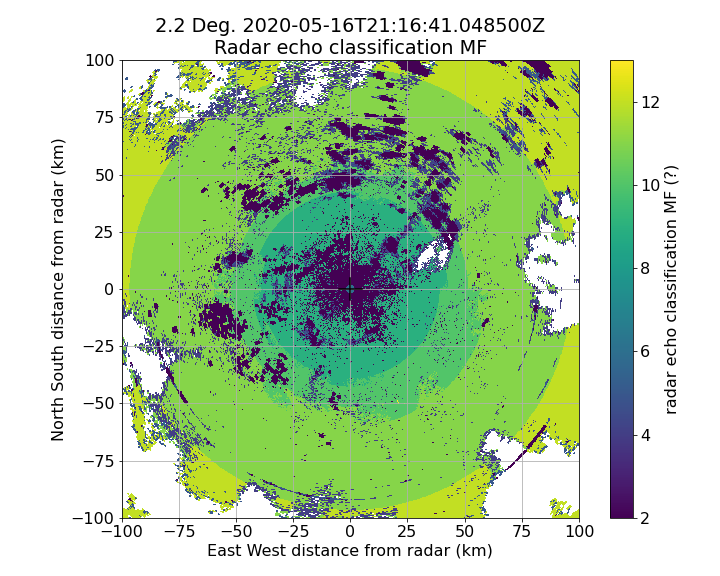 2.2 Deg. 2020-05-16T21:16:41.048500Z
Radar echo classification MF
100
75
50
25
0
−25
−50
−75
−100
North South distance from radar (km)
−100 −75 −50 −25 0 25 50 75 100
East West distance from radar (km)
12
10
8
6
4
2
radar echo classification MF (?)